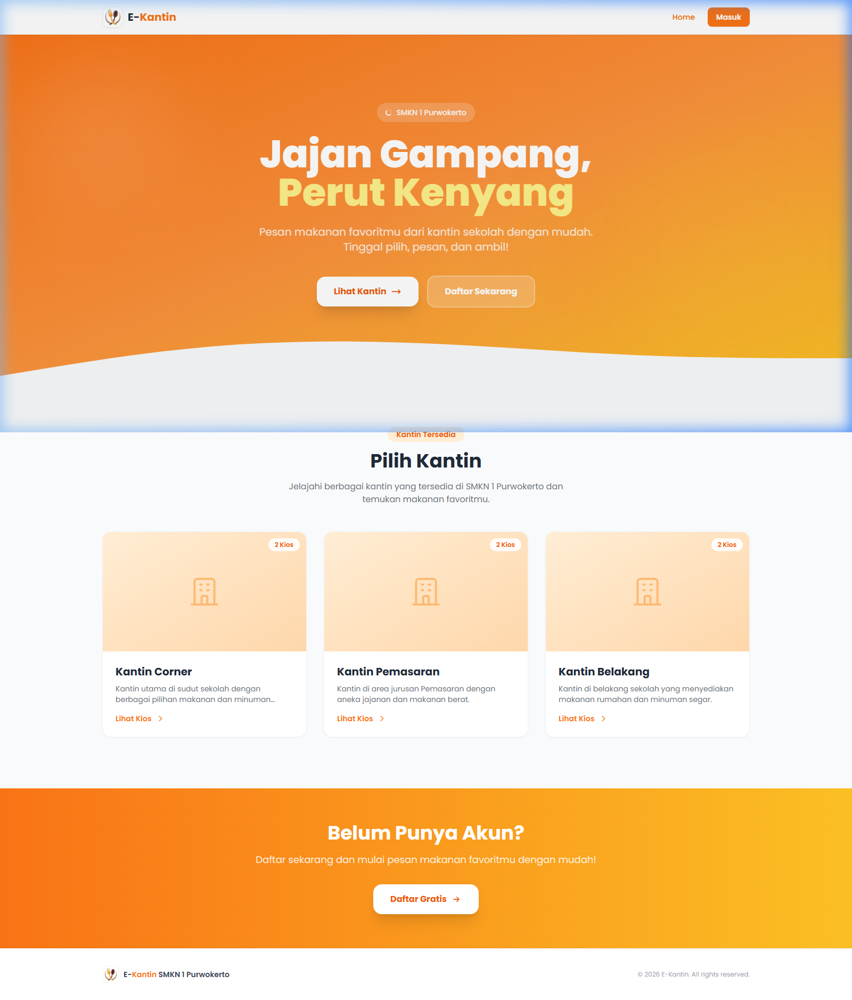 E-Kantin
Home
Masuk
SMKN 1 Purwokerto
Jajan Gampang,
Perut Kenyang
Pesan makanan favoritmu dari kantin sekolah dengan mudah.
Tinggal pilih, pesan, dan ambil!
Lihat Kantin →
Daftar Sekarang
Kantin Tersedia
Pilih Kantin
Jelajahi berbagai kantin yang tersedia di SMKN 1 Purwokerto dan
temukan makanan favoritmu.
2 Kios
2 Kios
2 Kios
Kantin Corner
Kantin utama di sudut sekolah dengan
berbagai pilihan makanan dan minuman...
Lihat Kios
Kantin Pemasaran
Kantin di area jurusan Pemasaran dengan
aneka jajanan dan makanan berat.
Lihat Kios
Kantin Belakang
Kantin di belakang sekolah yang menyediakan
makanan rumahan dan minuman segar.
Lihat Kios
Belum Punya Akun?
Daftar sekarang dan mulai pesan makanan favoritmu dengan mudah!
Daftar Gratis →
E-Kantin SMKN 1 Purwokerto
© 2026 E-Kantin. All rights reserved.